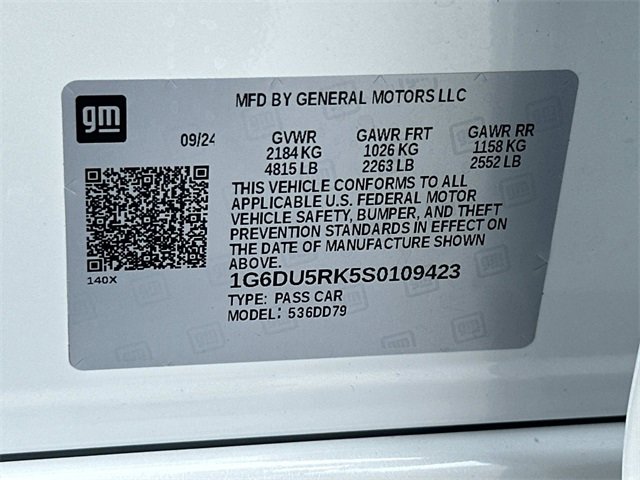 gm
MFD BY GENERAL MOTORS LLC
09/24 GVWR GAWR FRT GAWR RR
2184 KG 1026 KG 1158 KG
4815 LB 2263 LB 2552 LB
THIS VEHICLE CONFORMS TO ALL
APPLICABLE U.S. FEDERAL MOTOR
VEHICLE SAFETY, BUMPER, AND THEFT
PREVENTION STANDARDS IN EFFECT ON
THE DATE OF MANUFACTURE SHOWN
ABOVE.
140X
1G6DU5RK5S0109423
TYPE: PASS CAR
MODEL: 536DD79